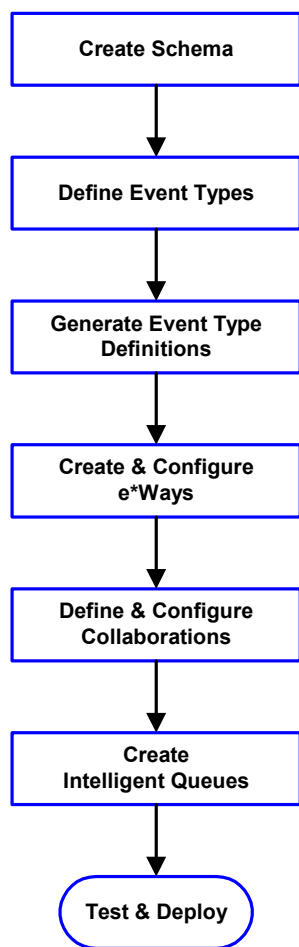 Create Schema
Define Event Types
Generate Event Type
Definitions
Create & Configure
e*Ways
Define & Configure
Collaborations
Create
Intelligent Queues
Test & Deploy